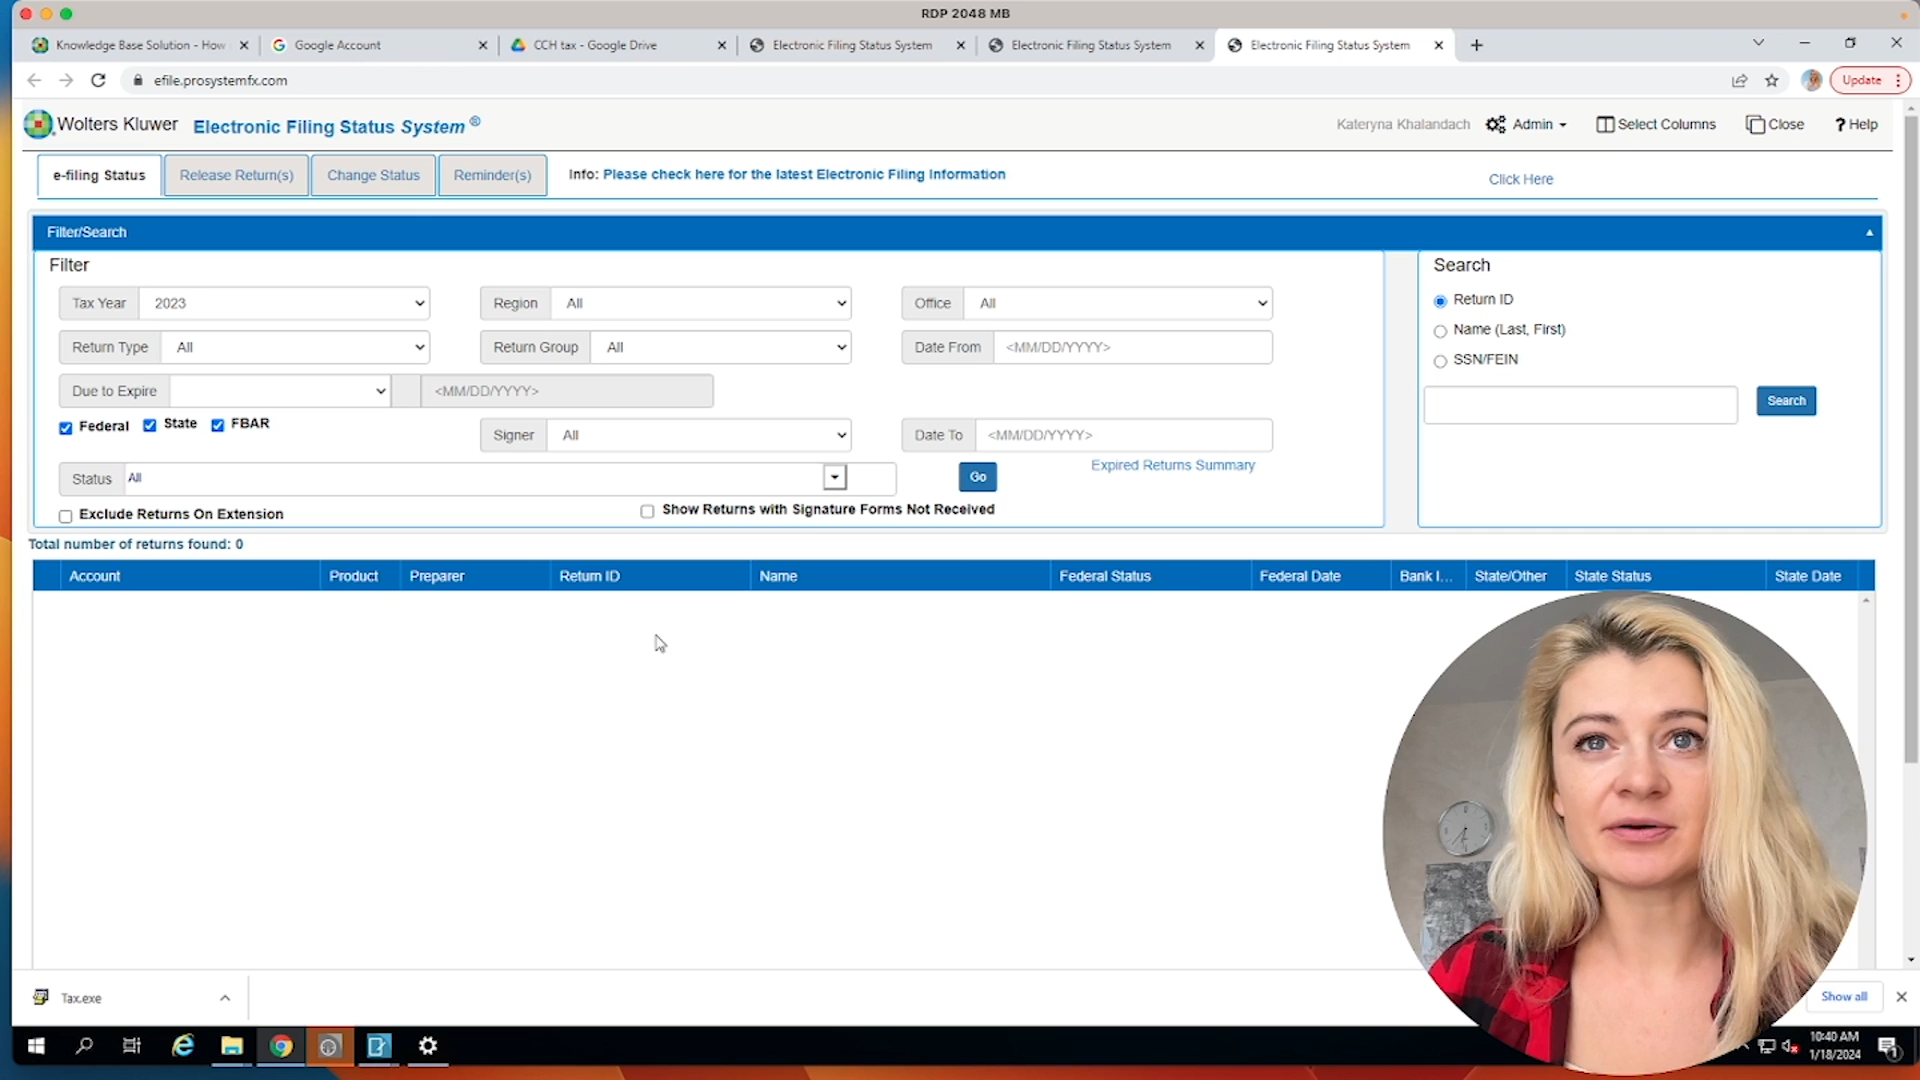 RDP 2048 MB
Knowledge Base Solution - How
Google Account
CCH tax - Google Drive
Electronic Filing Status System
Electronic Filing Status System
Electronic Filing Status System
efile.prosystemfx.com
Update
Wolters Kluwer
Electronic Filing Status System ®
Kateryna Khalandach
Admin
Select Columns
Close
? Help
e-filing Status
Release Return(s)
Change Status
Reminder(s)
Info: Please check here for the latest Electronic Filing Information
Click Here
Filter/Search
Filter
Tax Year 2023
Region All
Office All
Return Type All
Return Group All
Date From <MM/DD/YYYY>
Due to Expire
<MM/DD/YYYY>
Federal
State
FBAR
Signer All
Date To <MM/DD/YYYY>
Status All
Go
Expired Returns Summary
Exclude Returns On Extension
Show Returns with Signature Forms Not Received
Search
Return ID
Name (Last, First)
SSN/FEIN
Search
Total number of returns found: 0
Account
Product
Preparer
Return ID
Name
Federal Status
Federal Date
Bank I...
State/Other
State Status
State Date
Tax.exe
Show all
10:40 AM
1/18/2024
1